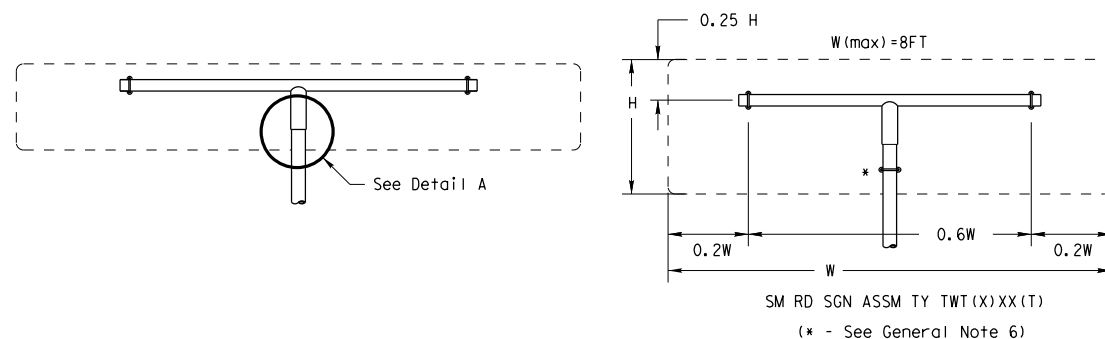 0.25 H
W(max)=8FT
H
See Detail A
*
0.6W
0.2W
0.2W
W
SM RD SGN ASSM TY TWT(X)XX(T)
(* - See General Note 6)